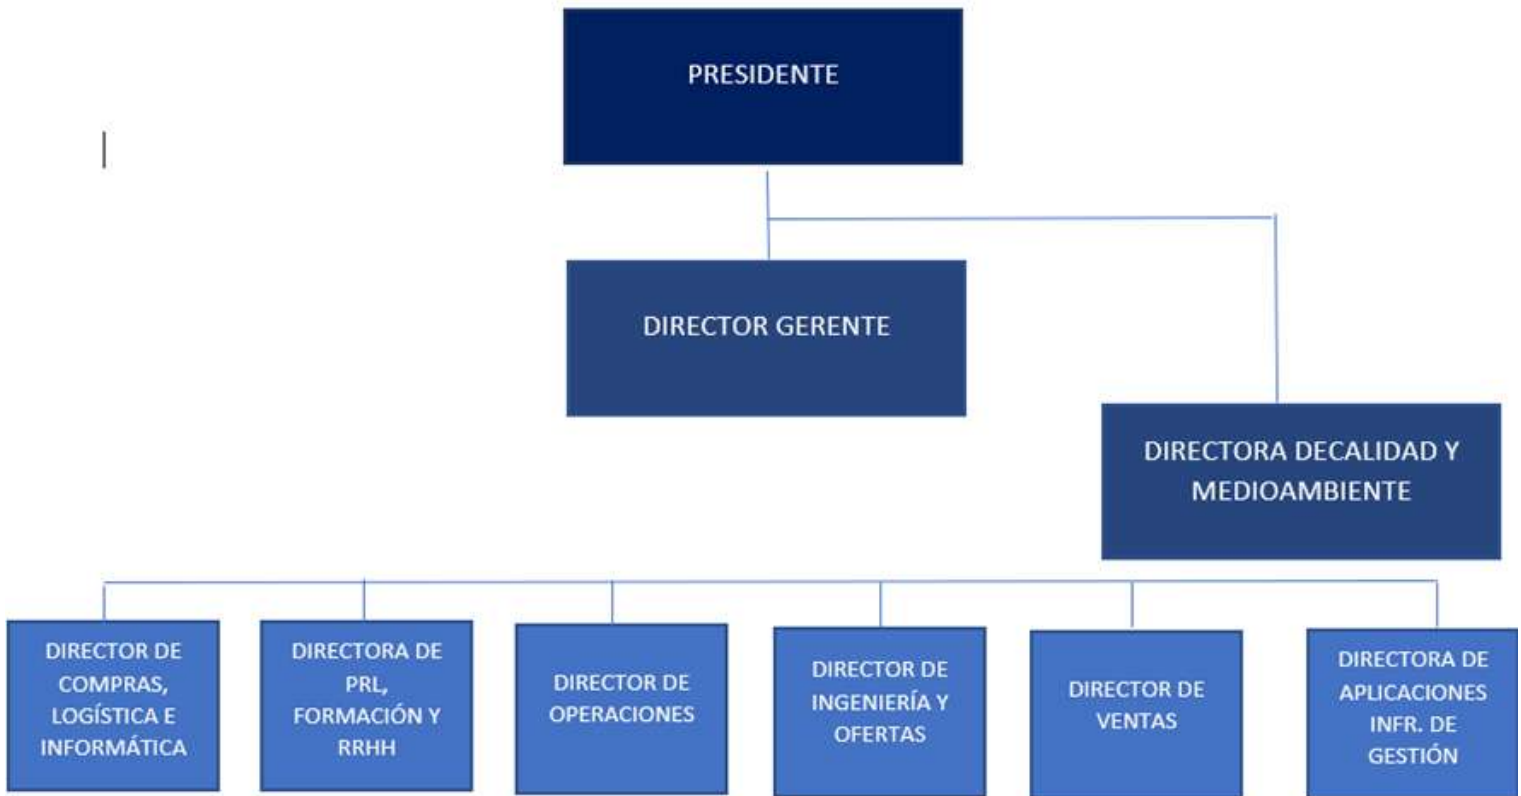 PRESIDENTE
DIRECTOR GERENTE
DIRECTORA DECALIDAD Y
MEDIOAMBIENTE
DIRECTOR DE
COMPRAS,
LOGÍSTICA E
INFORMÁTICA
DIRECTORA DE
PRL,
FORMACIÓN Y
RRHH
DIRECTOR DE
OPERACIONES
DIRECTOR DE
INGENIERÍA Y
OFERTAS
DIRECTOR DE
VENTAS
DIRECTORA DE
APLICACIONES
INFR. DE
GESTIÓN